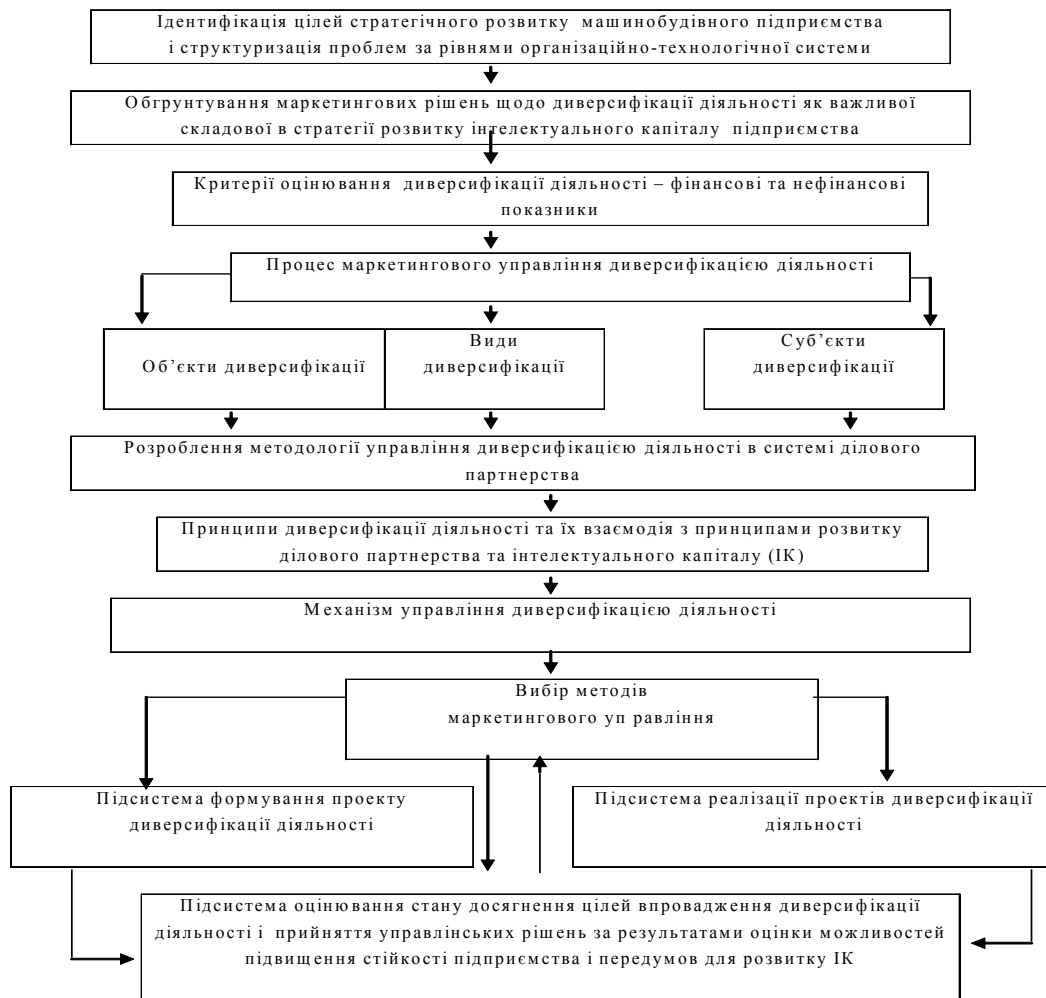 Ідентифікація цілей стратегічного розвитку машинобудівного підприємства
і структуризація проблем за рівнями організаційно-технологічної системи
Обгрунтування маркетингових рішень щодо диверсифікації діяльності як важливої
складової в стратегії розвитку інтелектуального капіталу підприємства
Критерії оцінювання диверсифікації діяльності – фінансові та нефінансові
показники
Процес маркетингового управління диверсифікацією діяльності
Об’єкти диверсифікації
Види
диверсифікації
Суб’єкти
диверсифікації
Розроблення методології управління диверсифікацією діяльності в системі ділового
партнерства
Принципи диверсифікації діяльності та їх взаємодія з принципами розвитку
ділового партнерства та інтелектуального капіталу (ІК)
Механізм управління диверсифікацією діяльності
Вибір методів
маркетингового уп равління
Підсистема формування проекту
диверсифікації діяльності
Підсистема реалізації проектів диверсифікації
діяльності
Підсистема оцінювання стану досягнення цілей впровадження диверсифікації
діяльності і прийняття управлінських рішень за результатами оцінки можливостей
підвищення стійкості підприємства і передумов для розвитку ІК